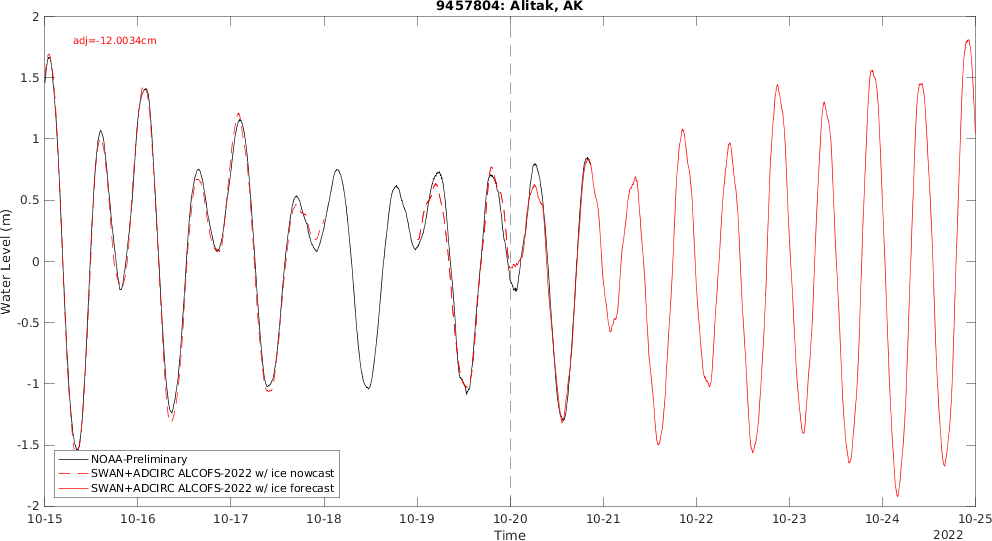 9457804: Alitak, AK
adj=-12.0034cm
2
1.5
1
0.5
0
-0.5
-1
-1.5
-2
Water Level (m)
NOAA-Preliminary
SWAN+ADCIRC ALCOFS-2022 w/ ice nowcast
SWAN+ADCIRC ALCOFS-2022 w/ ice forecast
10-15 10-16 10-17 10-18 10-19 10-20 10-21 10-22 10-23 10-24 10-25
Time
2022